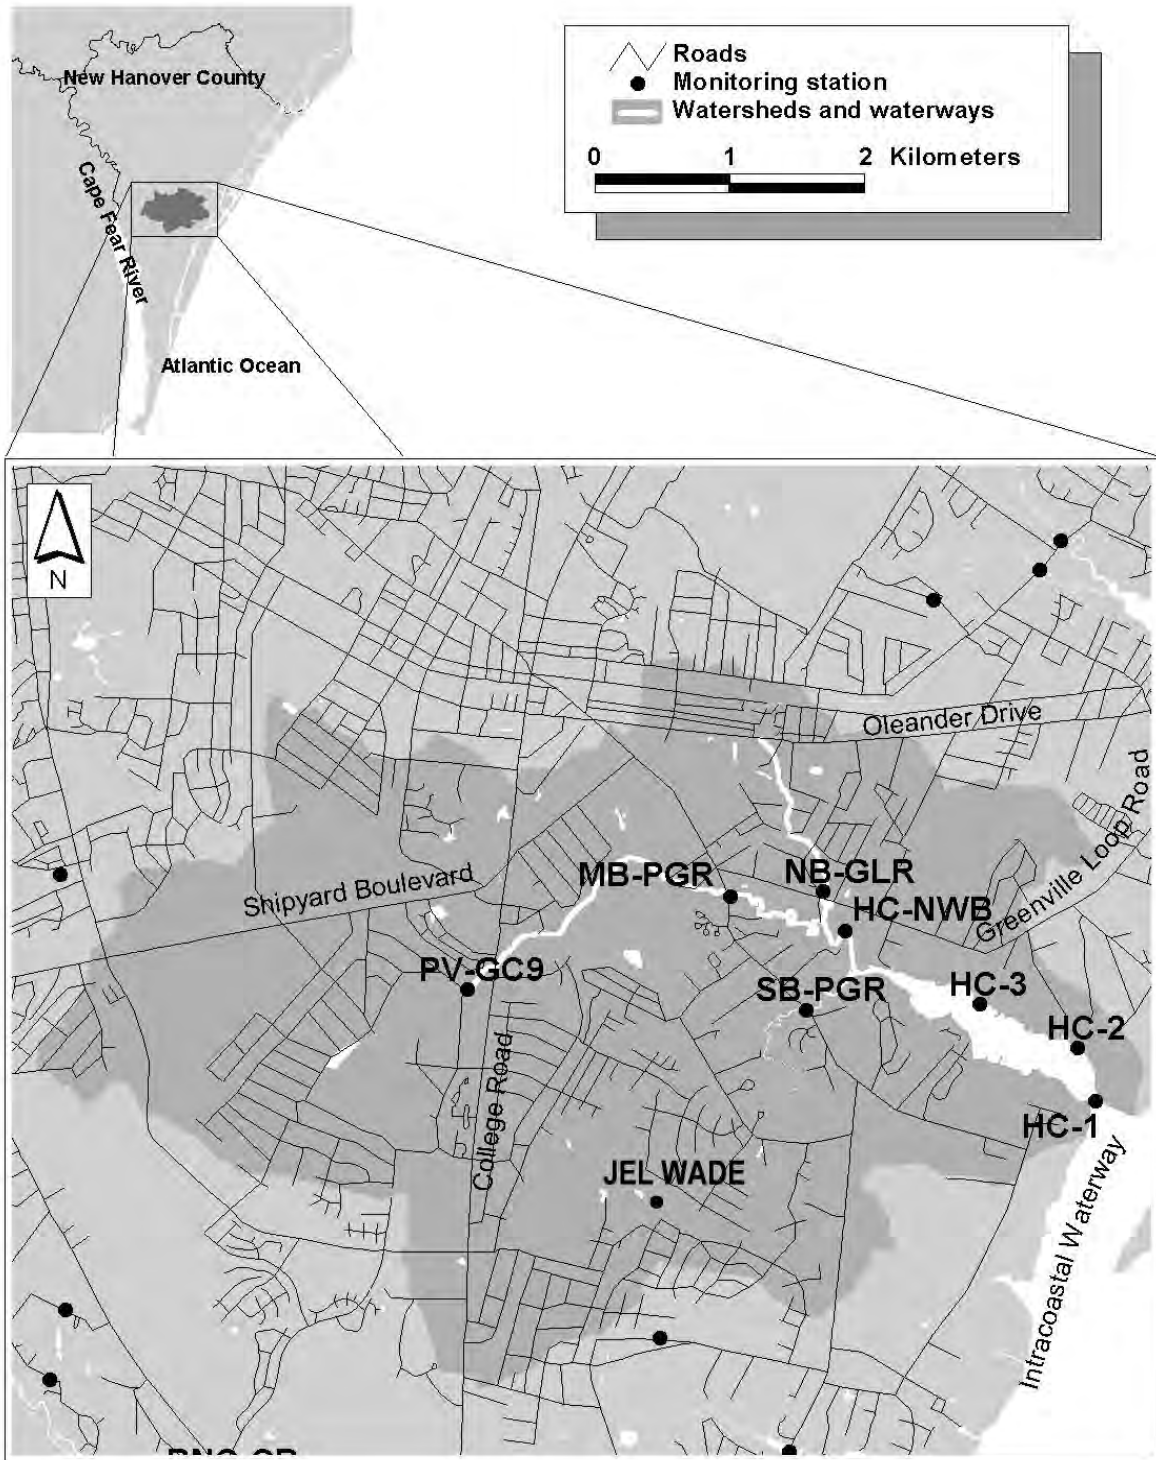 New Hanover County
Cape Fear River
Atlantic Ocean
Roads
Monitoring station
Watersheds and waterways
0 1 2 Kilometers
N
Oleander Drive
Greenville Loop Road
Shipyard Boulevard
MB-PGR
NB-GLR
HC-NWB
PV-GC9
SB-PGR
HC-3
HC-2
HC-1
College Road
JEL WADE
Intracoastal Waterway